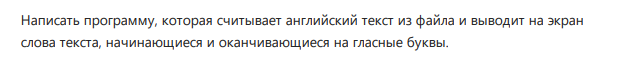 Написать программу, которая считывает английский текст из файла и выводит на экран
слова текста, начинающиеся и оканчивающиеся на гласные буквы.